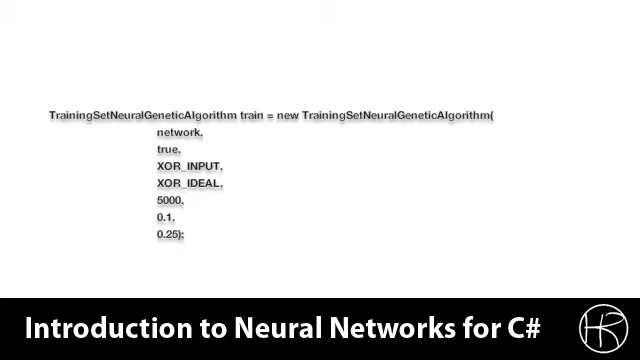 TrainingSetNeuralGeneticAlgorithm train = new TrainingSetNeuralGeneticAlgorithm(
network,
true,
XOR_INPUT,
XOR_IDEAL,
5000,
0.1,
0.25);
Introduction to Neural Networks for C#